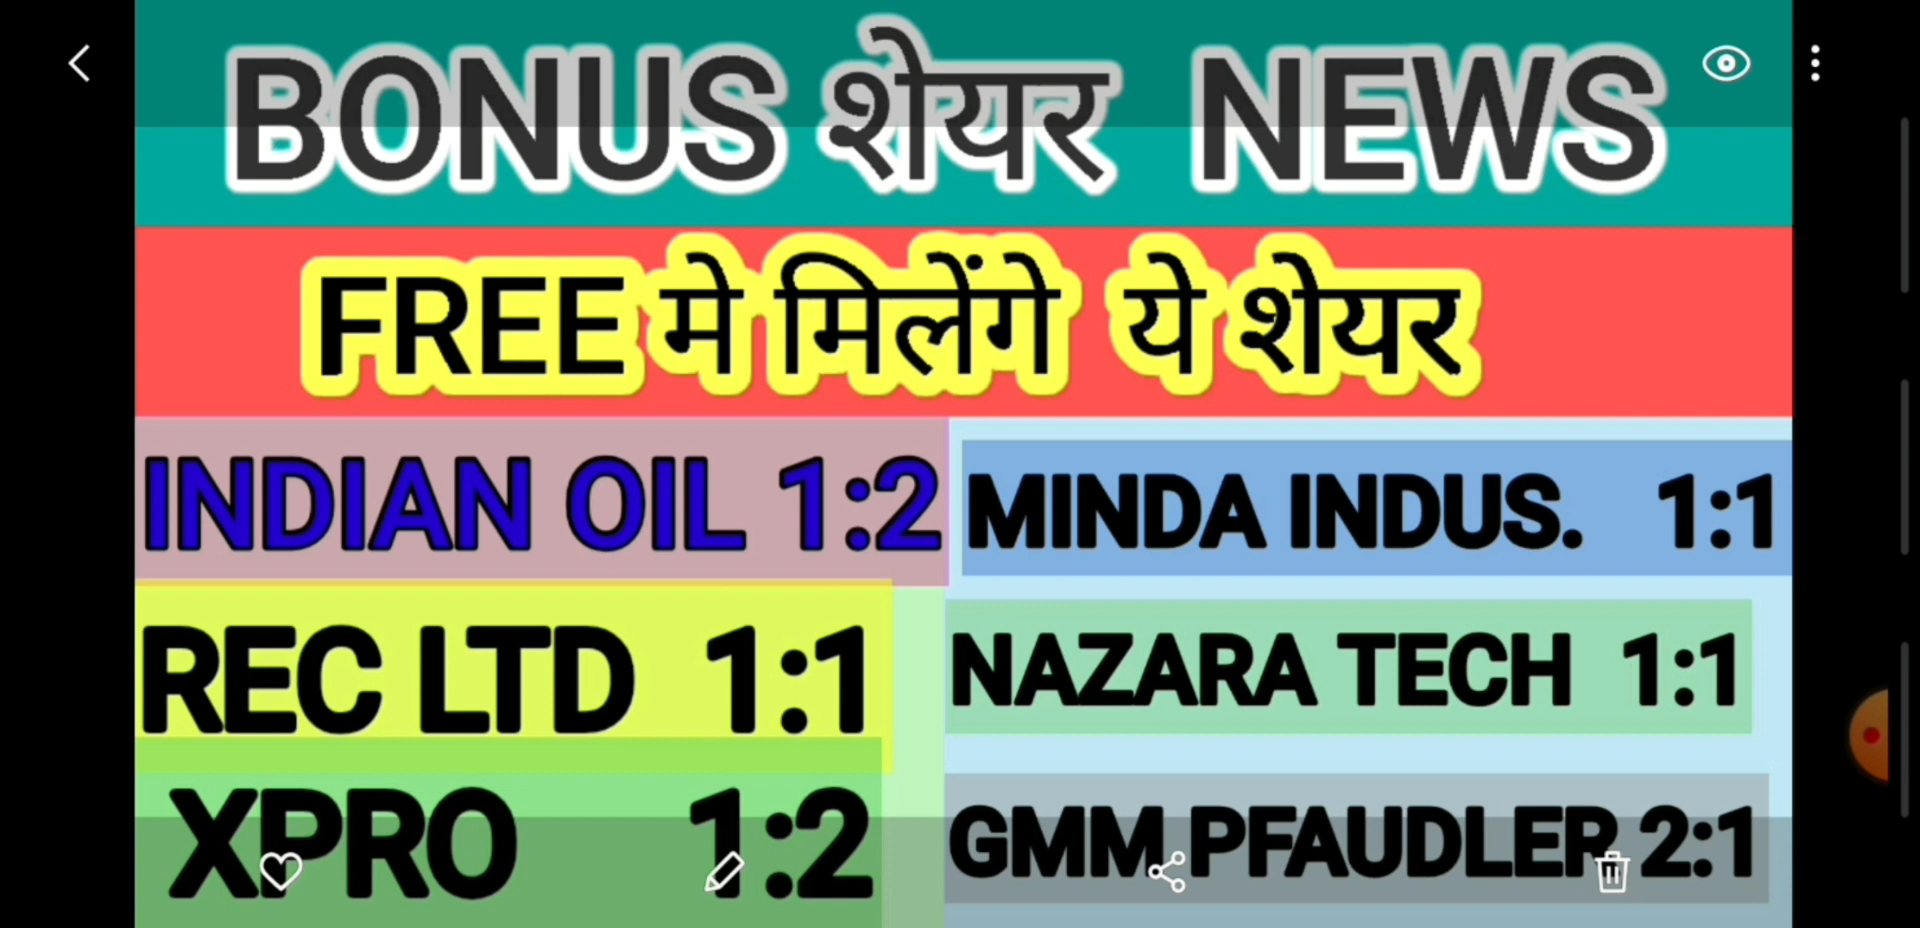 BONUS शेयर NEWS
FREE मे मिलेंगे ये शेयर
INDIAN OIL 1:2
MINDA INDUS. 1:1
REC LTD 1:1
NAZARA TECH 1:1
XPRO 1:2
GMM PFAUDLER 2:1